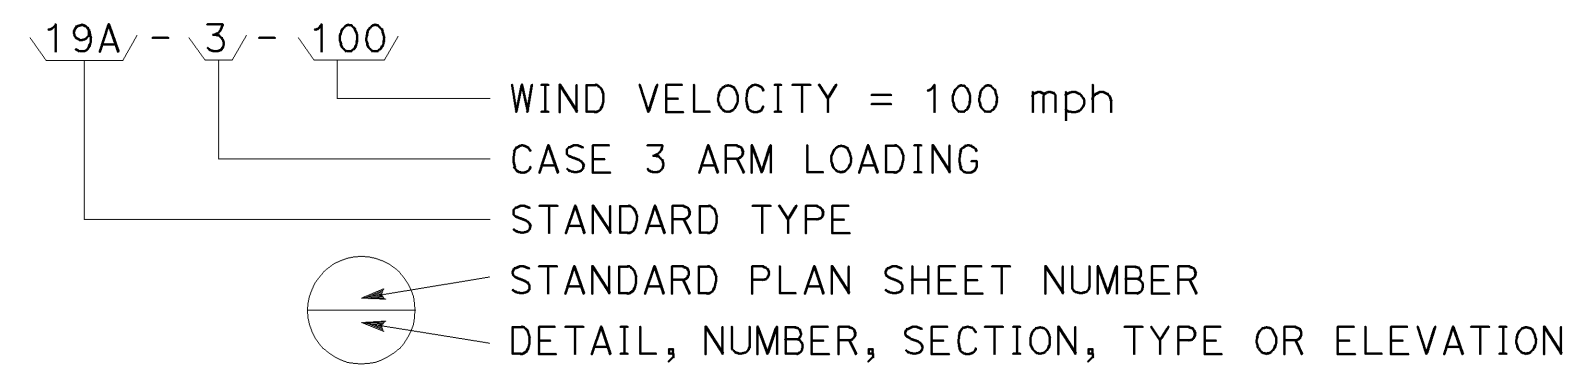 19A - 3 - 100
WIND VELOCITY = 100 mph
CASE 3 ARM LOADING
STANDARD TYPE
STANDARD PLAN SHEET NUMBER
DETAIL, NUMBER, SECTION, TYPE OR ELEVATION